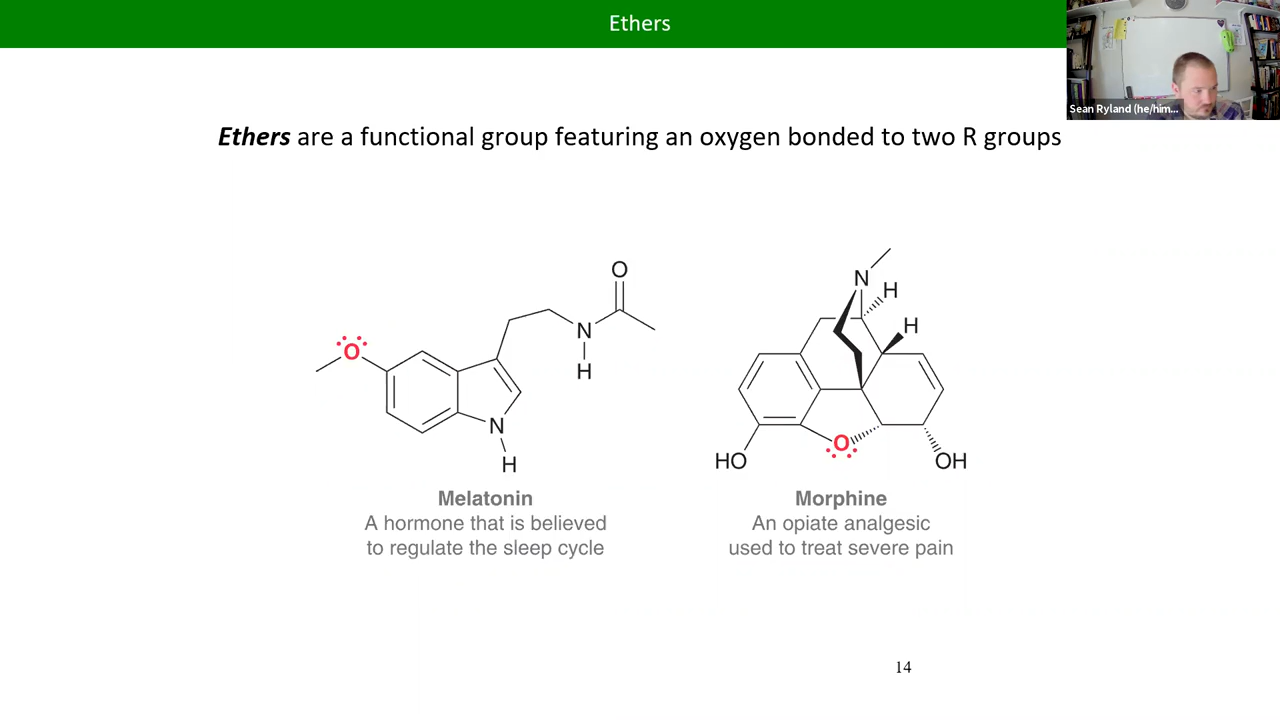 Ethers
Sean Ryland (he/him...
Ethers are a functional group featuring an oxygen bonded to two R groups
O
N
H
O
N
H
N
H
H
O
HO
OH
Melatonin
A hormone that is believed
to regulate the sleep cycle
Morphine
An opiate analgesic
used to treat severe pain
14